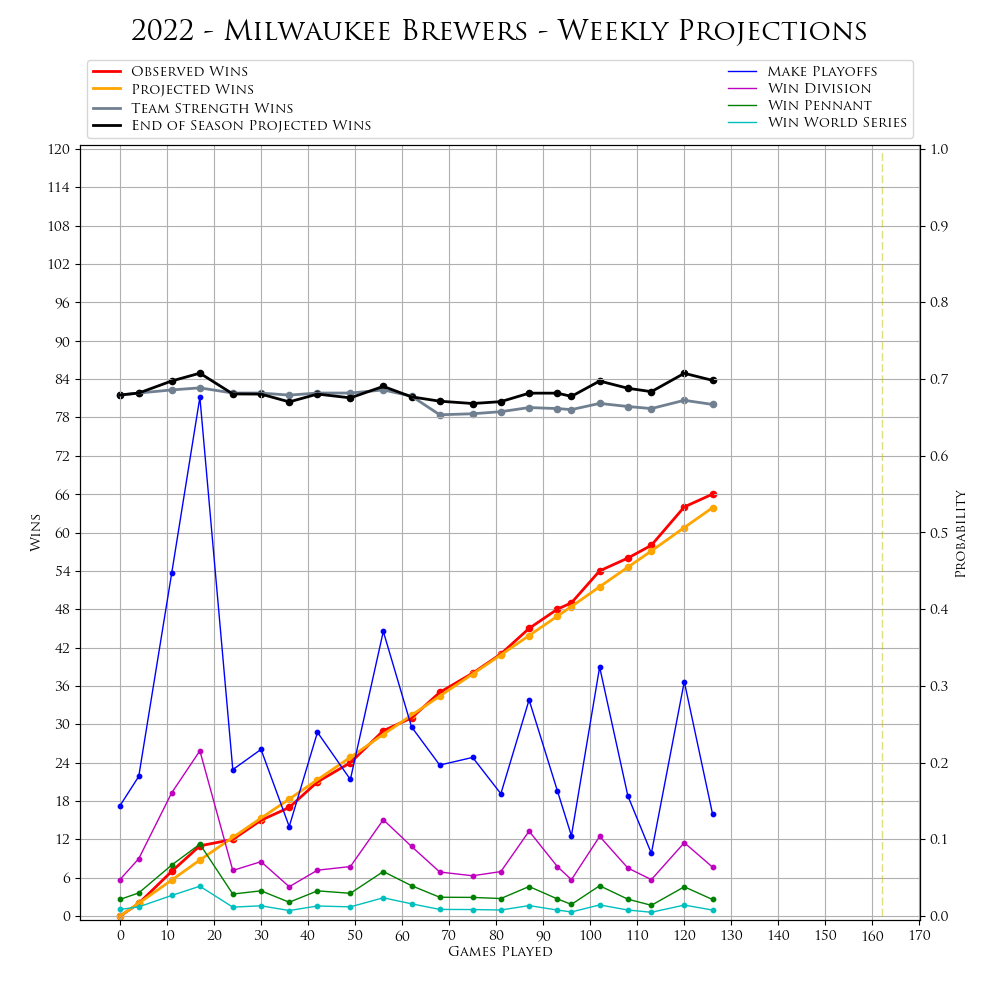 2022 - Milwaukee Brewers - Weekly Projections
Observed Wins
Projected Wins
Team Strength Wins
End of Season Projected Wins
Make Playoffs
Win Division
Win Pennant
Win World Series
120
114
108
102
96
90
84
78
72
66
60
54
48
42
36
30
24
18
12
6
0
Wins
1.0
0.9
0.8
0.7
0.6
0.5
0.4
0.3
0.2
0.1
0.0
Probability
0 10 20 30 40 50 60 70 80 90 100 110 120 130 140 150 160 170
Games Played